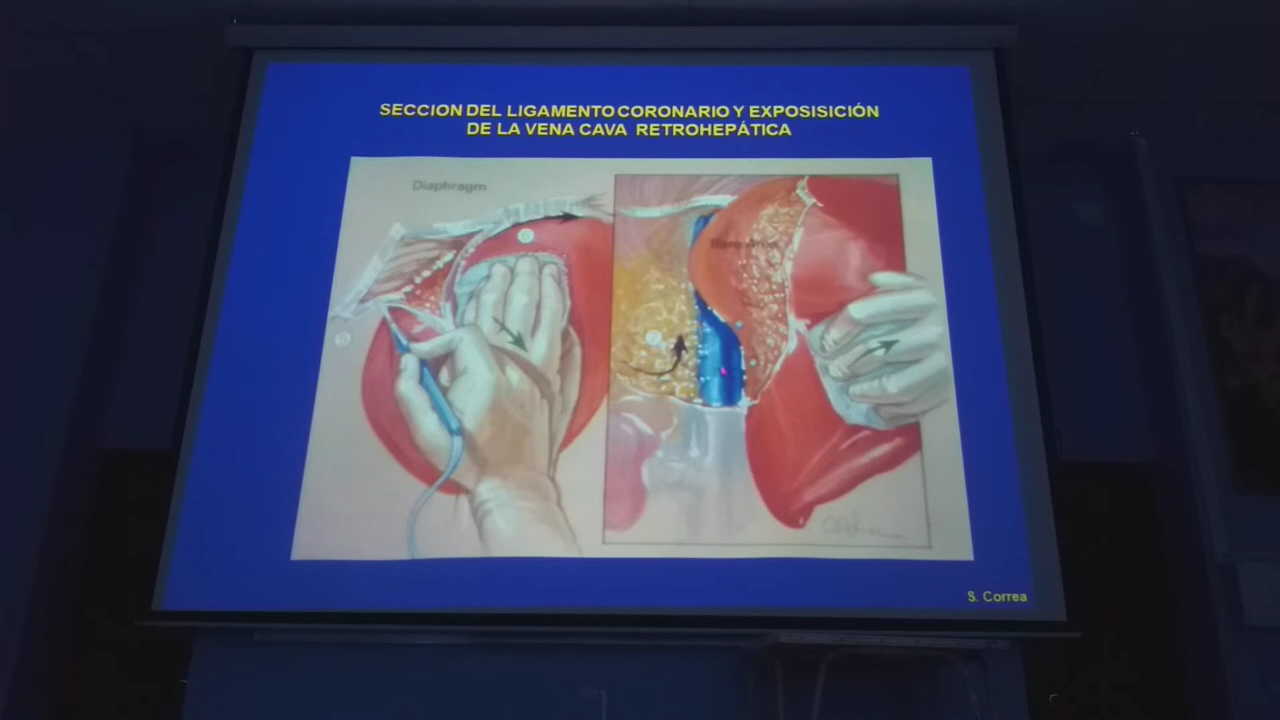 SECCION DEL LIGAMENTO CORONARIO Y EXPOSISICIÓN
DE LA VENA CAVA RETROHEPÁTICA
Diaphragm
S. Correa